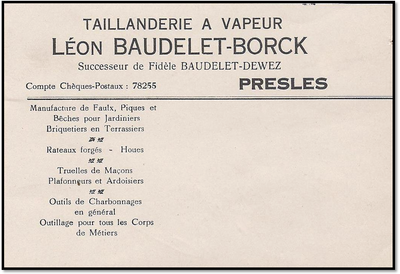 TAILLANDERIE A VAPEUR
LÉON BAUDELET-BORCK
Successeur de Fidèle BAUDELET-DEWEZ
Compte Chèques-Postaux : 78255
PRESLES
Manufacture de Faulx, Piques et
Bêches pour Jardiniers
Briquetiers en Terrassiers
Rateaux forgés - Houes
Truelles de Maçons
Plafonneurs et Ardoisiers
Outils de Charbonnages
en général
Outillage pour tous les Corps
de Métiers